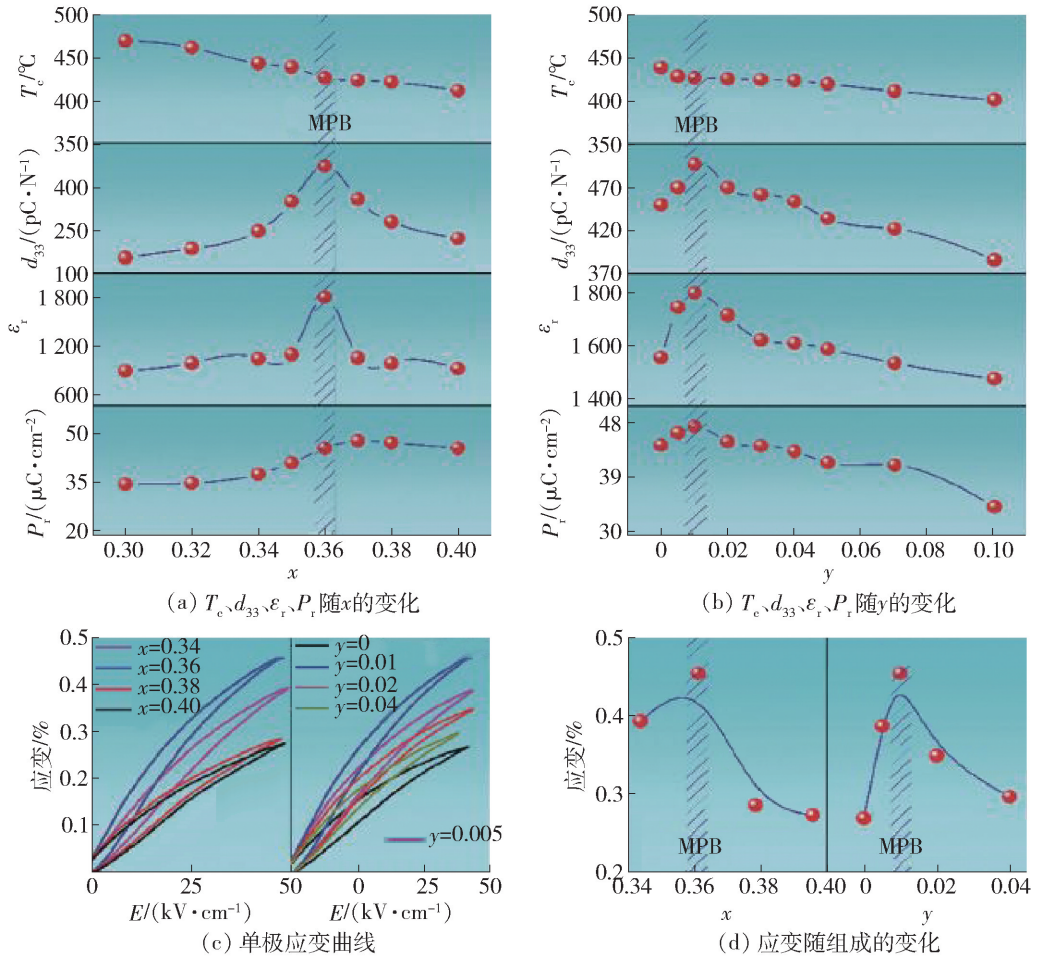 500
450
400
350
T_c/℃
MPB
400
250
100
d_33/(pC·N⁻¹)
1 800
1 200
600
ε_r
50
35
20
P_r/(μC·cm⁻²)
0.30 0.32 0.34 0.36 0.38 0.40
x
(a) T_c、d_33、ε_r、P_r随x的变化
500
450
400
350
T_c/℃
MPB
470
420
370
d_33/(pC·N⁻¹)
1 800
1 600
1 400
ε_r
48
39
30
P_r/(μC·cm⁻²)
0 0.02 0.04 0.06 0.08 0.10
y
(b) T_c、d_33、ε_r、P_r随y的变化
0.5
0.4
0.3
0.2
0.1
应变/%
x=0.34
x=0.36
x=0.38
x=0.40
y=0
y=0.01
y=0.02
y=0.04
y=0.005
0 25 50 0 25 50
E/(kV·cm⁻¹) E/(kV·cm⁻¹)
(c) 单极应变曲线
0.5
0.4
0.3
0.2
应变/%
MPB MPB
0.34 0.36 0.38 0.40 0 0.02 0.04
x y
(d) 应变随组成的变化